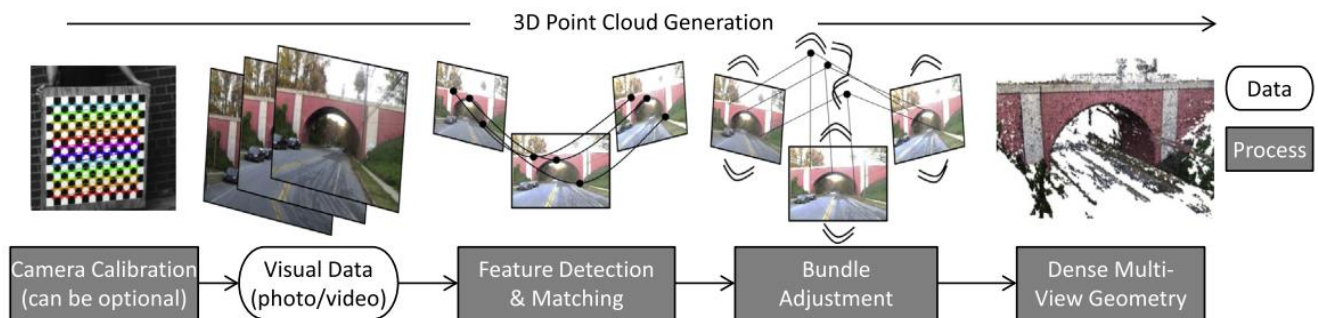 3D Point Cloud Generation
Data
Process
Camera Calibration
(can be optional)
Visual Data
(photo/video)
Feature Detection
& Matching
Bundle
Adjustment
Dense Multi-
View Geometry